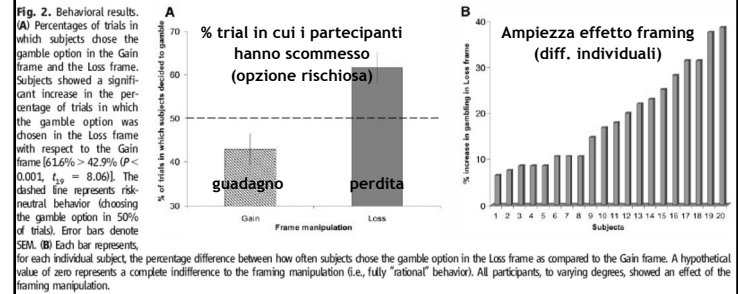 Fig. 2. Behavioral results.
(A) Percentages of trials in
which subjects chose the
gamble option in the Gain
frame and the Loss frame.
Subjects showed a signifi-
cant increase in the per-
centage of trials in which
the gamble option was
chosen in the Loss frame
with respect to the Gain
frame [61.6% > 42.9% (P <
0.001, t19 = 8.06)]. The
dashed line represents risk-
neutral behavior (choosing
the gamble option in 50%
of trials). Error bars denote
SEM. (B) Each bar represents,
for each individual subject, the percentage difference between how often subjects chose the gamble option in the Loss frame as compared to the Gain frame. A hypothetical
value of zero represents a complete indifference to the framing manipulation (i.e., fully "rational" behavior). All participants, to varying degrees, showed an effect of the
framing manipulation.
A
% trial in cui i partecipanti
hanno scommesso
(opzione rischiosa)
% of trials in which subjects decided to gamble
70
60
50
40
30
guadagno
perdita
Gain
Loss
Frame manipulation
B
Ampiezza effetto framing
(diff. individuali)
% increase in gambling in Loss frame
40
30
20
10
0
1 2 3 4 5 6 7 8 9 10 11 12 13 14 15 16 17 18 19 20
Subjects